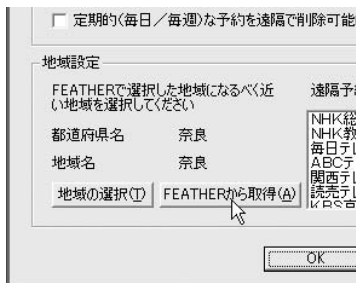 定期的(毎日／毎週)な予約を遠隔で削除可能
地域設定
FEATHERで選択した地域になるべく近
い地域を選択してください
都道府県名 奈良
地域名 奈良
地域の選択(T) FEATHERから取得(A)
遠隔予
NHK総
NHK教
毎日テレ
ABCテ
関西テ
読売テレ
KBS京
OK